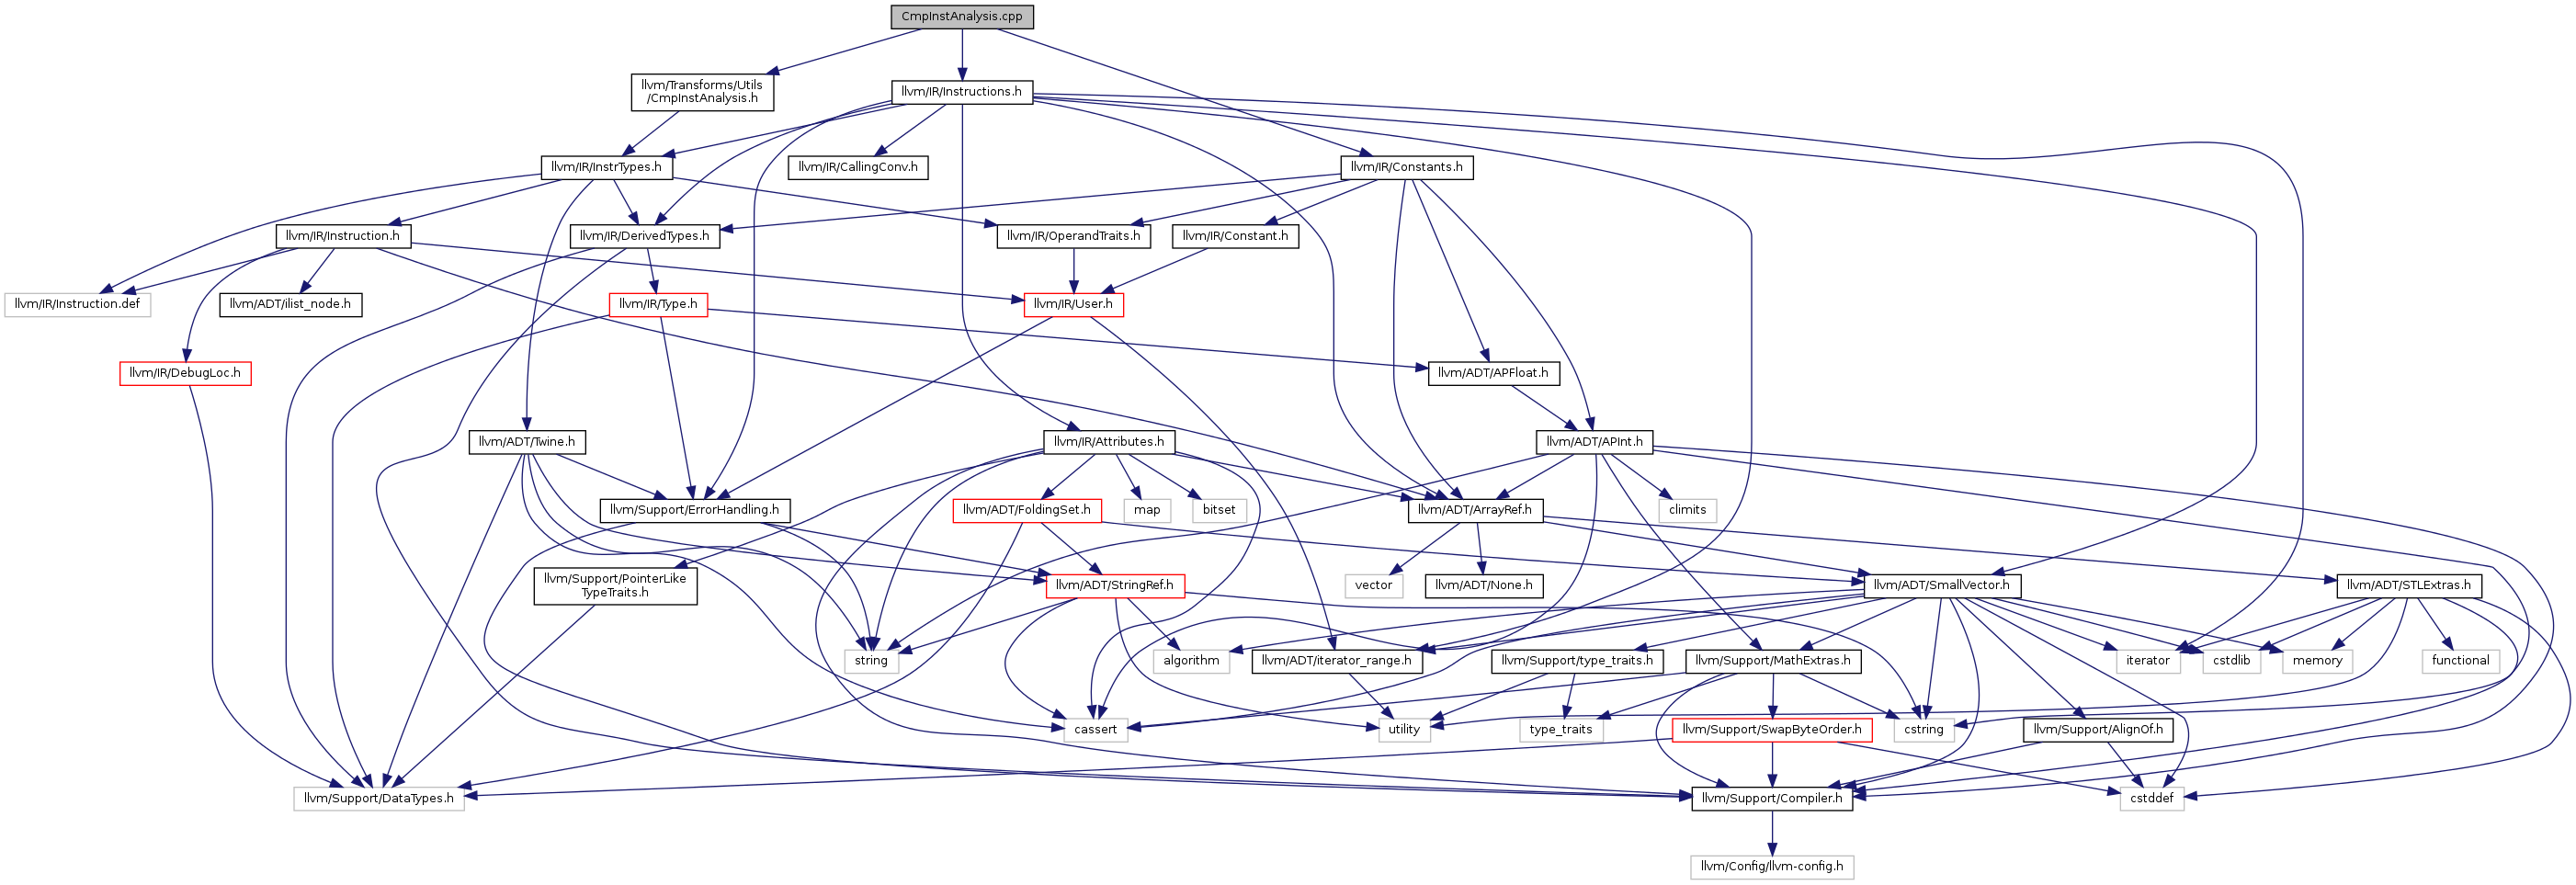 CmpInstAnalysis.cpp
llvm/Transforms/Utils
/CmpInstAnalysis.h
llvm/IR/Instructions.h
llvm/IR/InstrTypes.h
llvm/IR/CallingConv.h
llvm/IR/Constants.h
llvm/IR/Instruction.h
llvm/IR/DerivedTypes.h
llvm/IR/OperandTraits.h
llvm/IR/Constant.h
llvm/IR/Instruction.def
llvm/ADT/ilist_node.h
llvm/IR/Type.h
llvm/IR/User.h
llvm/IR/DebugLoc.h
llvm/ADT/APFloat.h
llvm/ADT/Twine.h
llvm/IR/Attributes.h
llvm/ADT/APInt.h
llvm/Support/ErrorHandling.h
llvm/ADT/FoldingSet.h
map
bitset
llvm/ADT/ArrayRef.h
climits
llvm/Support/PointerLike
TypeTraits.h
llvm/ADT/StringRef.h
vector
llvm/ADT/None.h
llvm/ADT/SmallVector.h
llvm/ADT/STLExtras.h
string
algorithm
llvm/ADT/iterator_range.h
llvm/Support/type_traits.h
llvm/Support/MathExtras.h
iterator
cstdlib
memory
functional
cassert
utility
type_traits
llvm/Support/SwapByteOrder.h
cstring
llvm/Support/AlignOf.h
llvm/Support/DataTypes.h
llvm/Support/Compiler.h
cstddef
llvm/Config/llvm-config.h